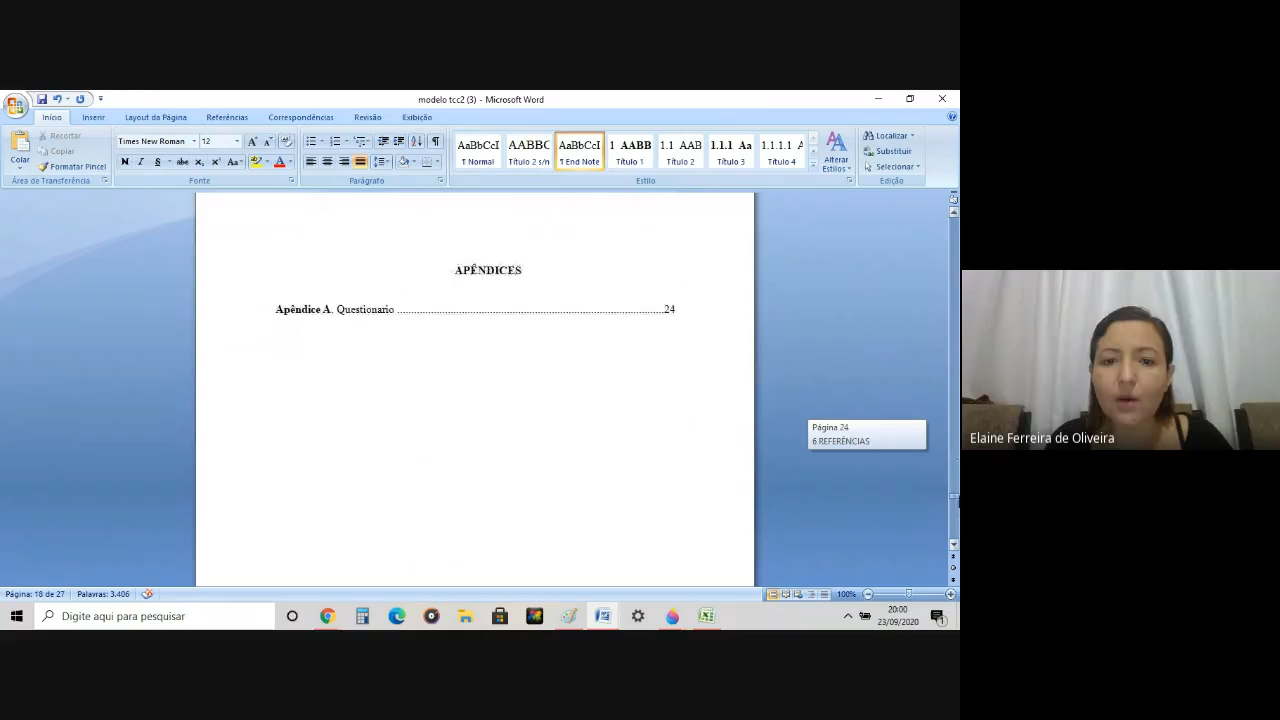 modelo tcc2 (3) - Microsoft Word
Início Inserir Layout da Página Referências Correspondências Revisão Exibição
Colar
Recortar
Copiar
Formatar Pincel
Área de Transferência
Times New Roman 12
N I S abc X₂ X² Aa A
Fonte
Parágrafo
AaBbCcI AABBC AaBbCcI 1 AABB 1.1 AAB 1.1.1 Aa 1.1.1.1 A
¶ Normal Título 2 s/n ¶ End Note Título 1 Título 2 Título 3 Título 4
Alterar
Estilos
Estilo
Localizar
Substituir
Selecionar
Edição
APÊNDICES
Apêndice A. Questionario ....................................................................................................24
Página 24
6 REFERÊNCIAS
Elaine Ferreira de Oliveira
Página: 18 de 27 Palavras: 3.406 100%
Digite aqui para pesquisar
20:00
23/09/2020